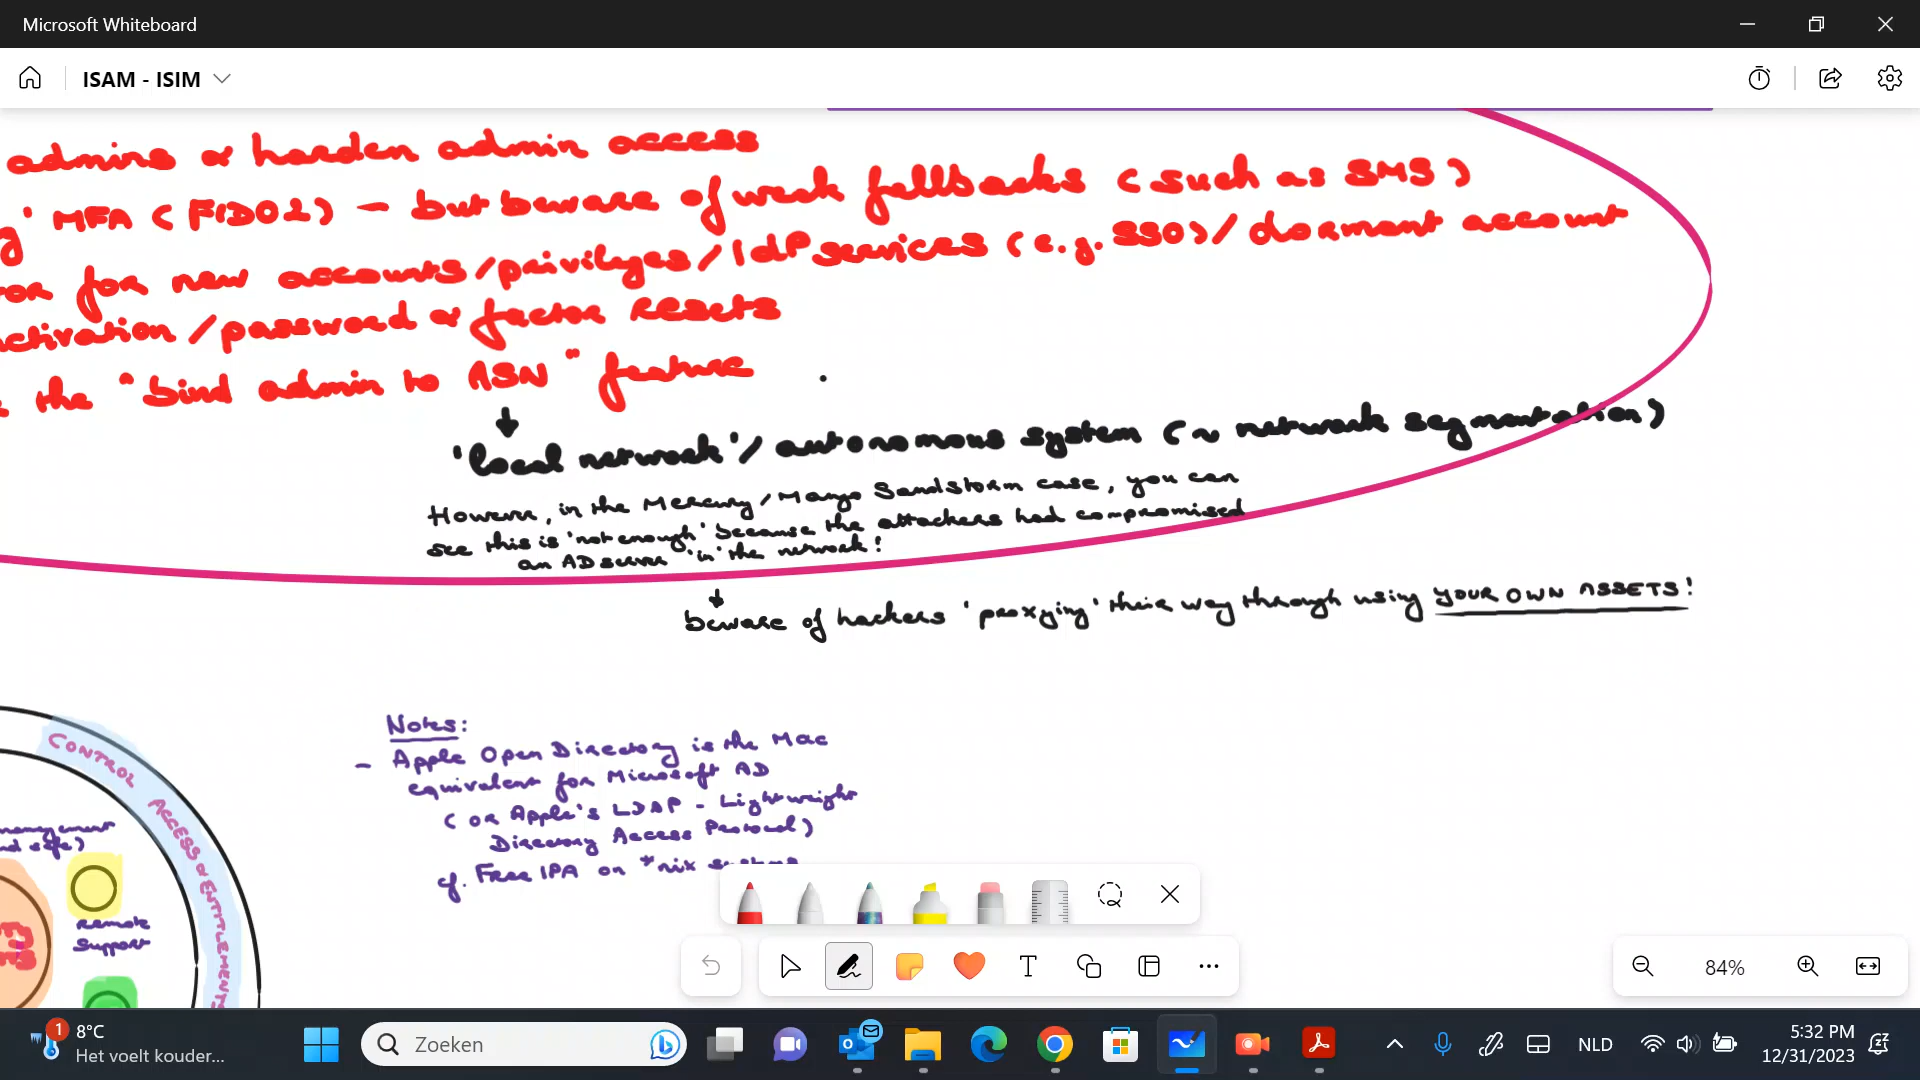 Microsoft Whiteboard
ISAM - ISIM
admins & harden admin access
g' MFA (FIDO2) - but beware of weak fallbacks (such as SMS)
or for new accounts/privileges/IdP services (e.g. SSO)/dormant account
activation/password & factor resets
the "bind admin to ASN" feature
'local network'/autonomous system (~ network segmentation)
However, in the Mercury/Mango Sandstorm case, you can
see this is 'not enough' because the attackers had compromised
an AD server 'in' the network!
beware of hackers 'proxying' their way through using YOUR OWN ASSETS!
Notes:
- Apple Open Directory is the Mac
equivalent for Microsoft AD
(or Apple's LDAP - Lightweight
Directory Access Protocol)
cf. Free IPA on *nix systems
CONTROL ACCESS & ENTITLEMENTS
management
nd safe)
Remote
Support
T
84%
1
8°C
Het voelt kouder...
Zoeken
NLD
5:32 PM
12/31/2023